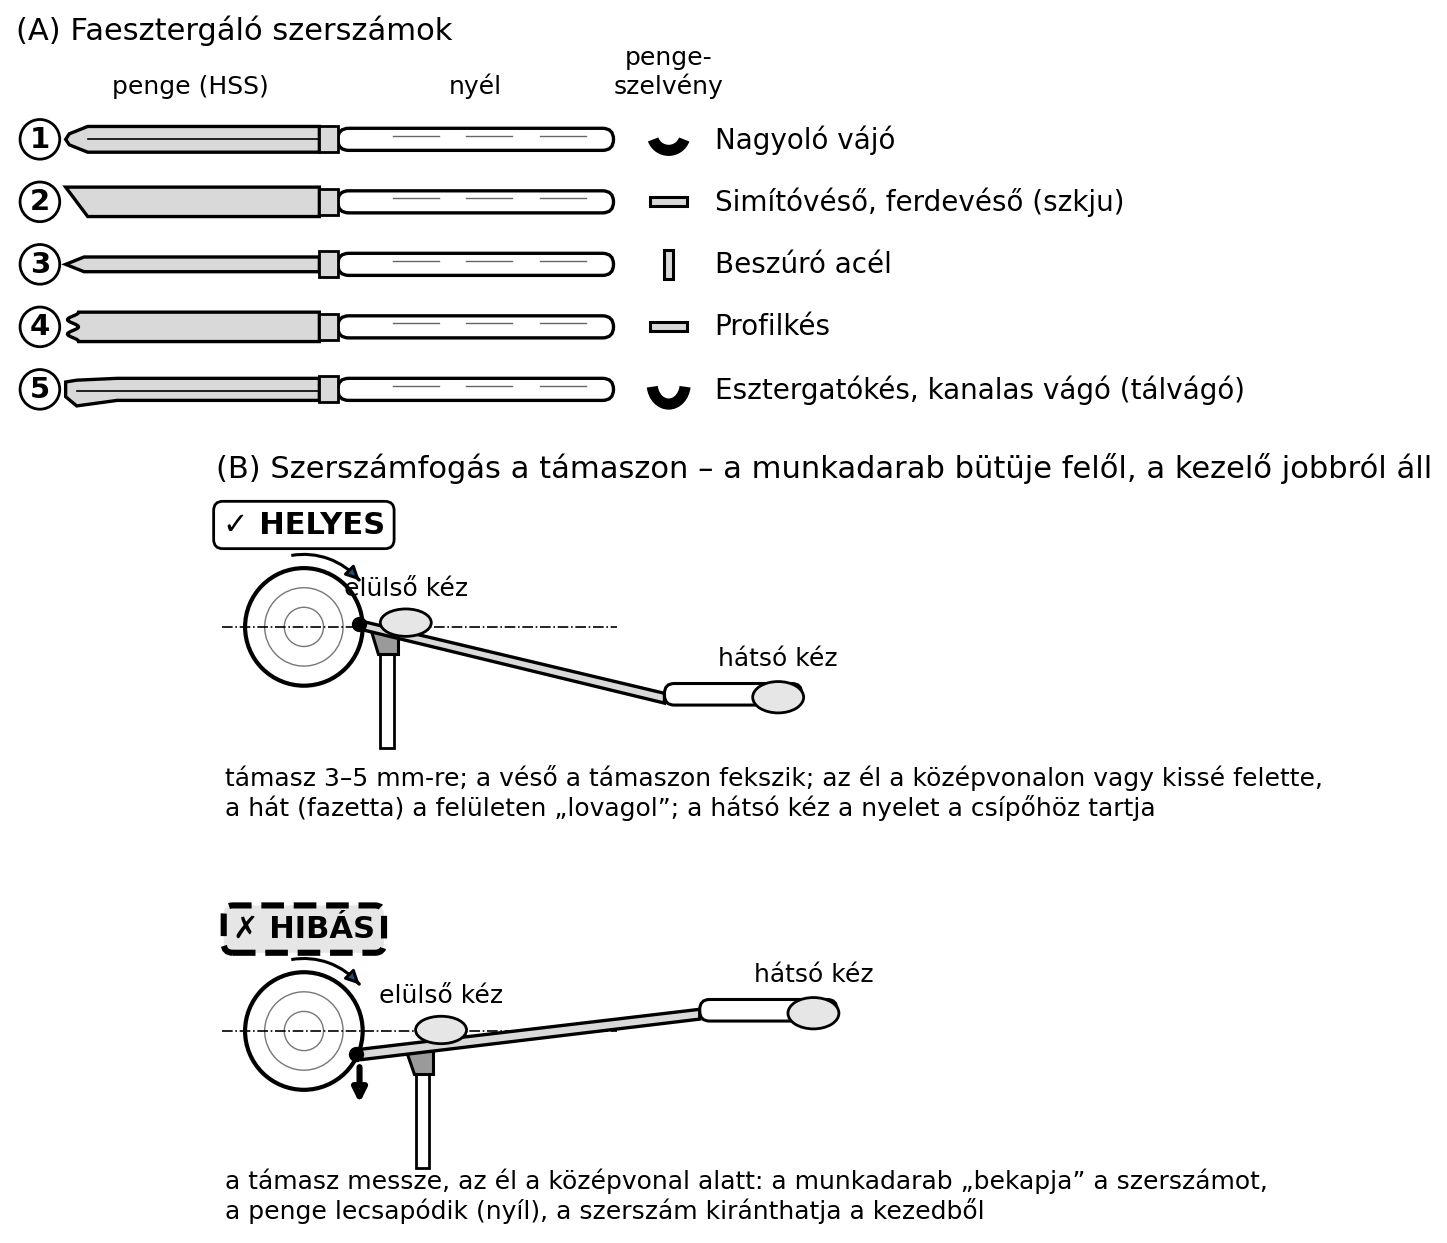 (A) Faesztergáló szerszámok
penge (HSS)
nyél
penge-
szelvény
1
Nagyoló vájó
2
Simítóvéső, ferdevéső (szkju)
3
Beszúró acél
4
Profilkés
5
Esztergatókés, kanalas vágó (tálvágó)
(B) Szerszámfogás a támaszon – a munkadarab bütüje felől, a kezelő jobbról áll
✓ HELYES
elülső kéz
hátsó kéz
támasz 3–5 mm-re; a véső a támaszon fekszik; az él a középvonalon vagy kissé felette,
a hát (fazetta) a felületen „lovagol”; a hátsó kéz a nyelet a csípőhöz tartja
✗ HIBÁS
elülső kéz
hátsó kéz
a támasz messze, az él a középvonal alatt: a munkadarab „bekapja” a szerszámot,
a penge lecsapódik (nyíl), a szerszám kiránthatja a kezedből